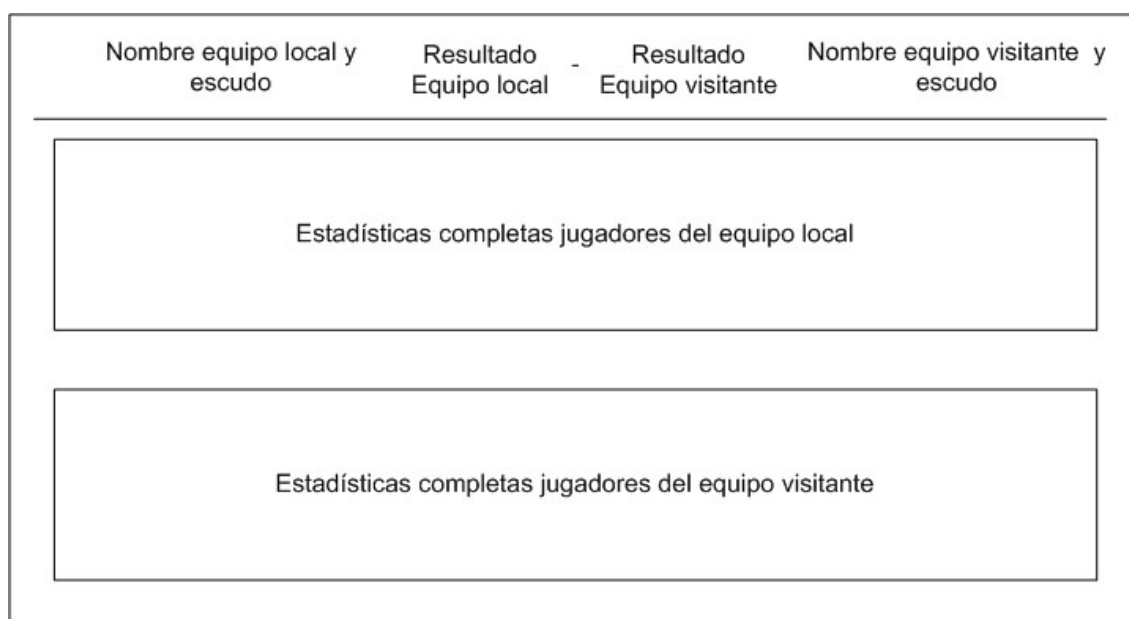 Nombre equipo local y
escudo
Resultado
Equipo local
-
Resultado
Equipo visitante
Nombre equipo visitante y
escudo
Estadísticas completas jugadores del equipo local
Estadísticas completas jugadores del equipo visitante